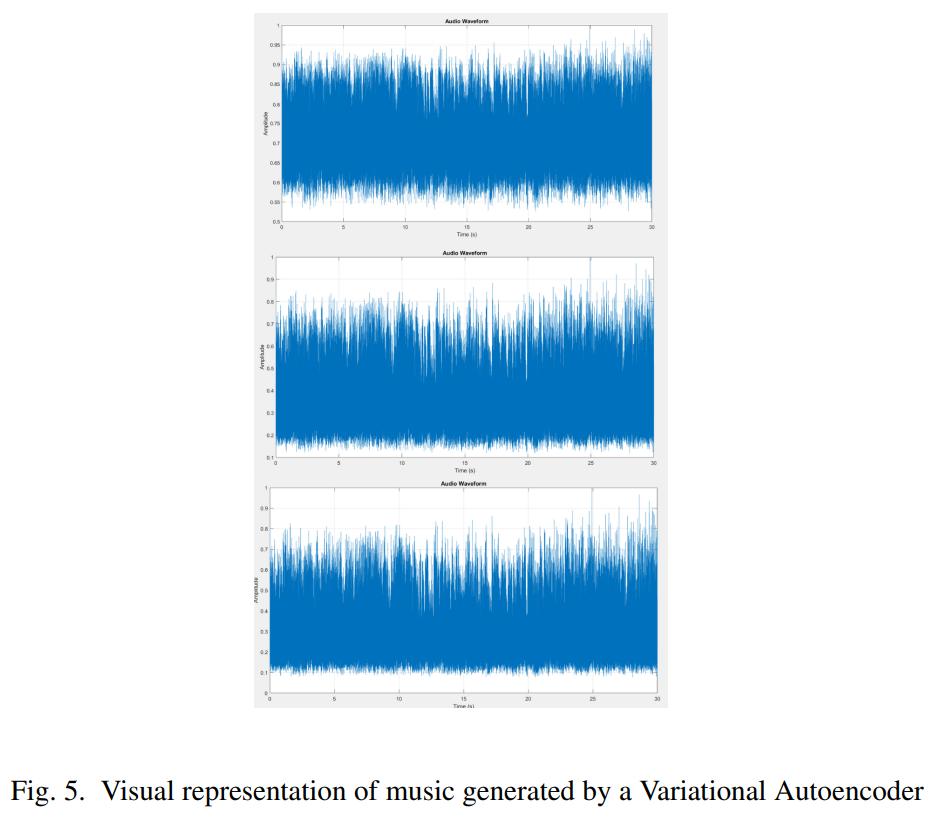 Audio Waveform
1
0.95
0.9
0.85
0.8
0.75
0.7
0.65
0.6
0.55
0.5
Amplitude
0 5 10 15 20 25 30
Time (s)
Audio Waveform
1
0.9
0.8
0.7
0.6
0.5
0.4
0.3
0.2
0.1
Amplitude
0 5 10 15 20 25 30
Time (s)
Audio Waveform
1
0.9
0.8
0.7
0.6
0.5
0.4
0.3
0.2
0.1
0
Amplitude
0 5 10 15 20 25 30
Time (s)
Fig. 5. Visual representation of music generated by a Variational Autoencoder